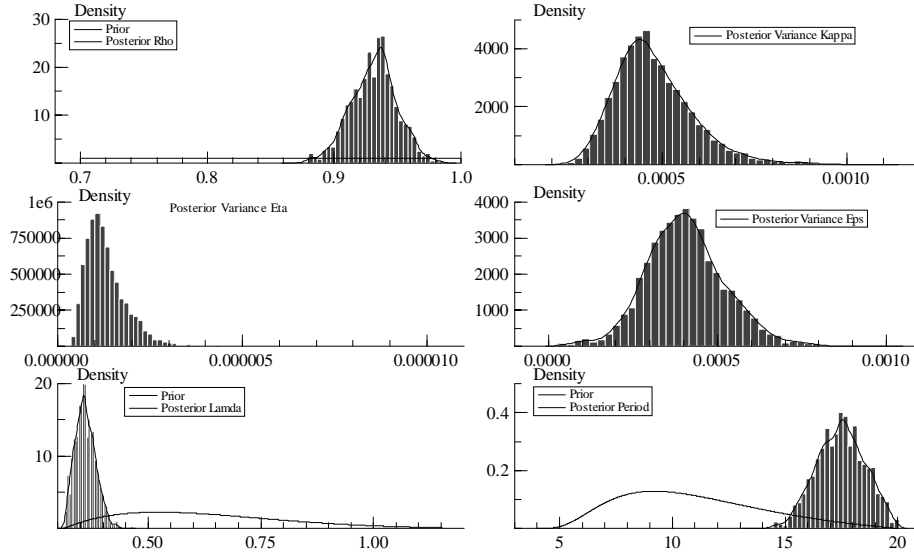 Density
30
20
10
Prior
Posterior Rho
0.7
0.8
0.9
1.0
Density
4000
2000
Posterior Variance Kappa
0.0005
0.0010
Density
1e6
750000
500000
250000
Posterior Variance Eta
0.000000
0.000005
0.000010
Density
4000
3000
2000
1000
Posterior Variance Eps
0.0000
0.0005
0.0010
Density
20
10
Prior
Posterior Lamda
0.50
0.75
1.00
Density
0.4
0.2
Prior
Posterior Period
5
10
15
20